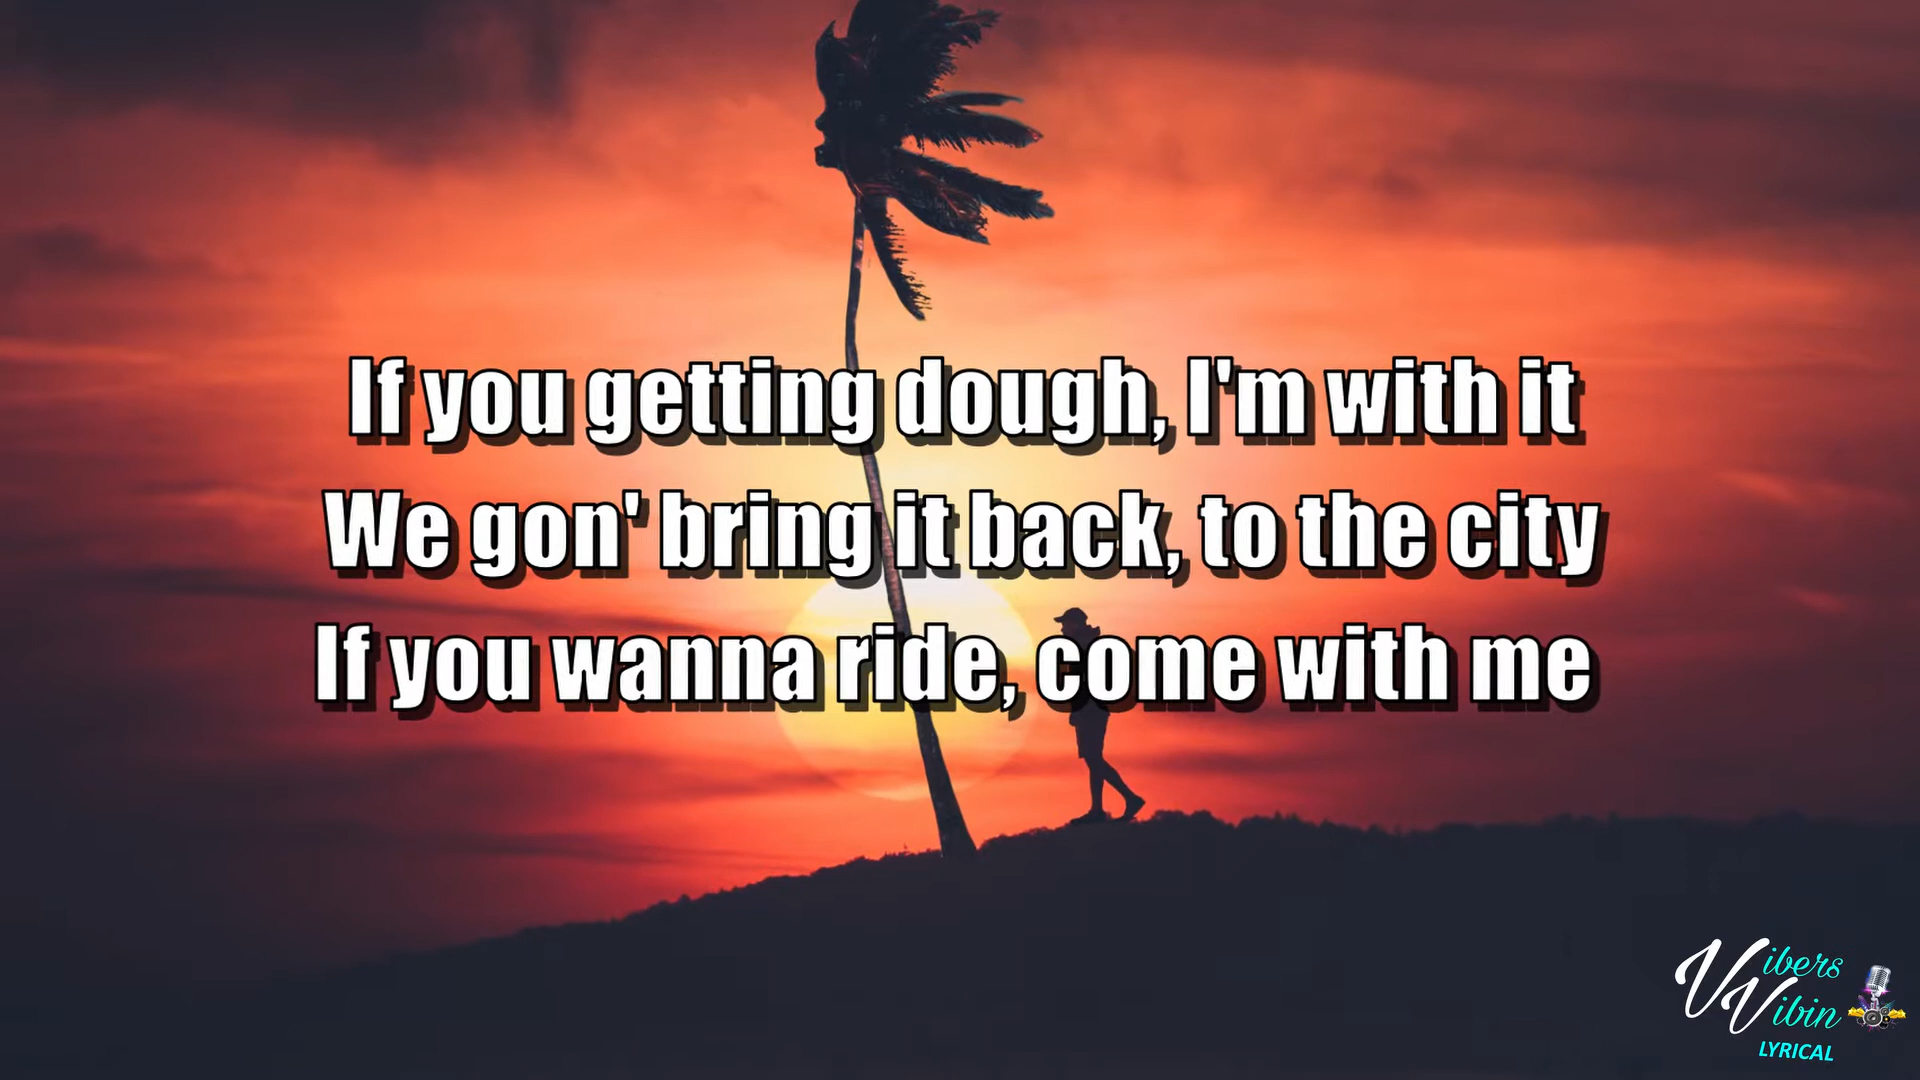 If you getting dough, I'm with it
We gon' bring it back, to the city
If you wanna ride, come with me
Vibers
Vibin
LYRICAL